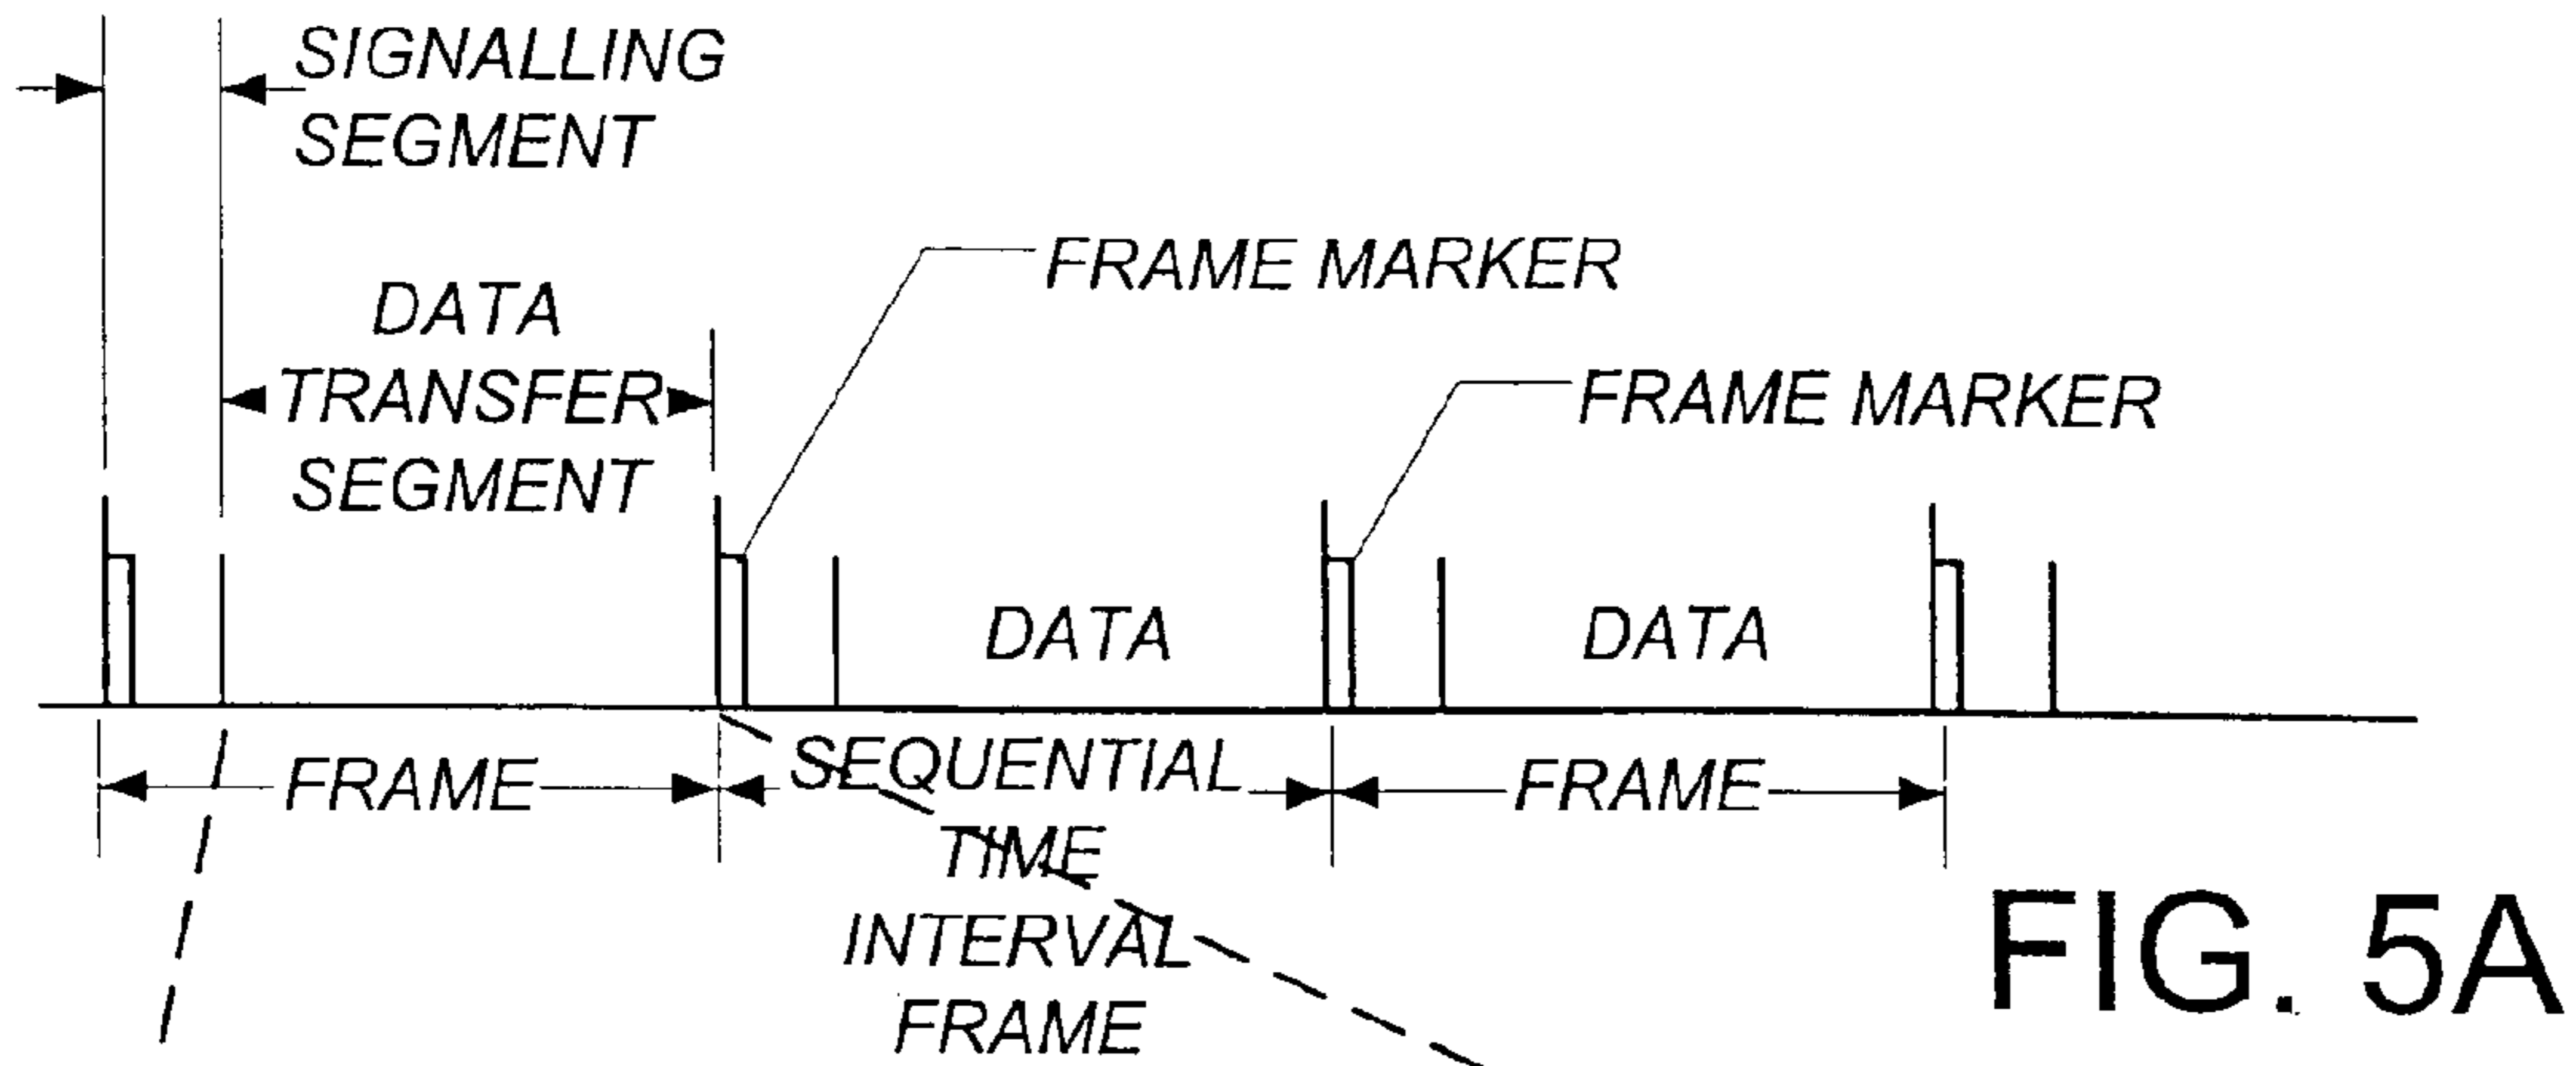 SIGNALLING
SEGMENT
DATA
TRANSFER
SEGMENT
FRAME MARKER
FRAME MARKER
DATA
DATA
FRAME
SEQUENTIAL
TIME
INTERVAL
FRAME
FRAME
FIG. 5A